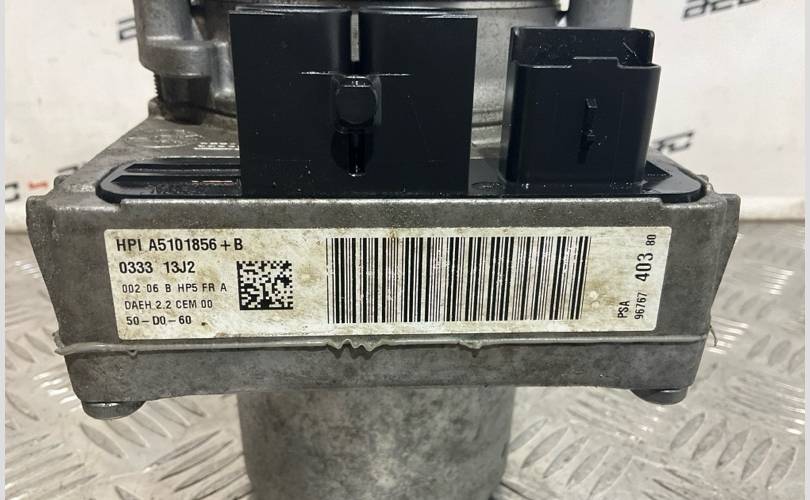 HPI A5101856+B
0333 13J2
002 06 B HP5 FR A
DAEH 2.2 CEM 00
50-D0-60
PSA
96767 403 80